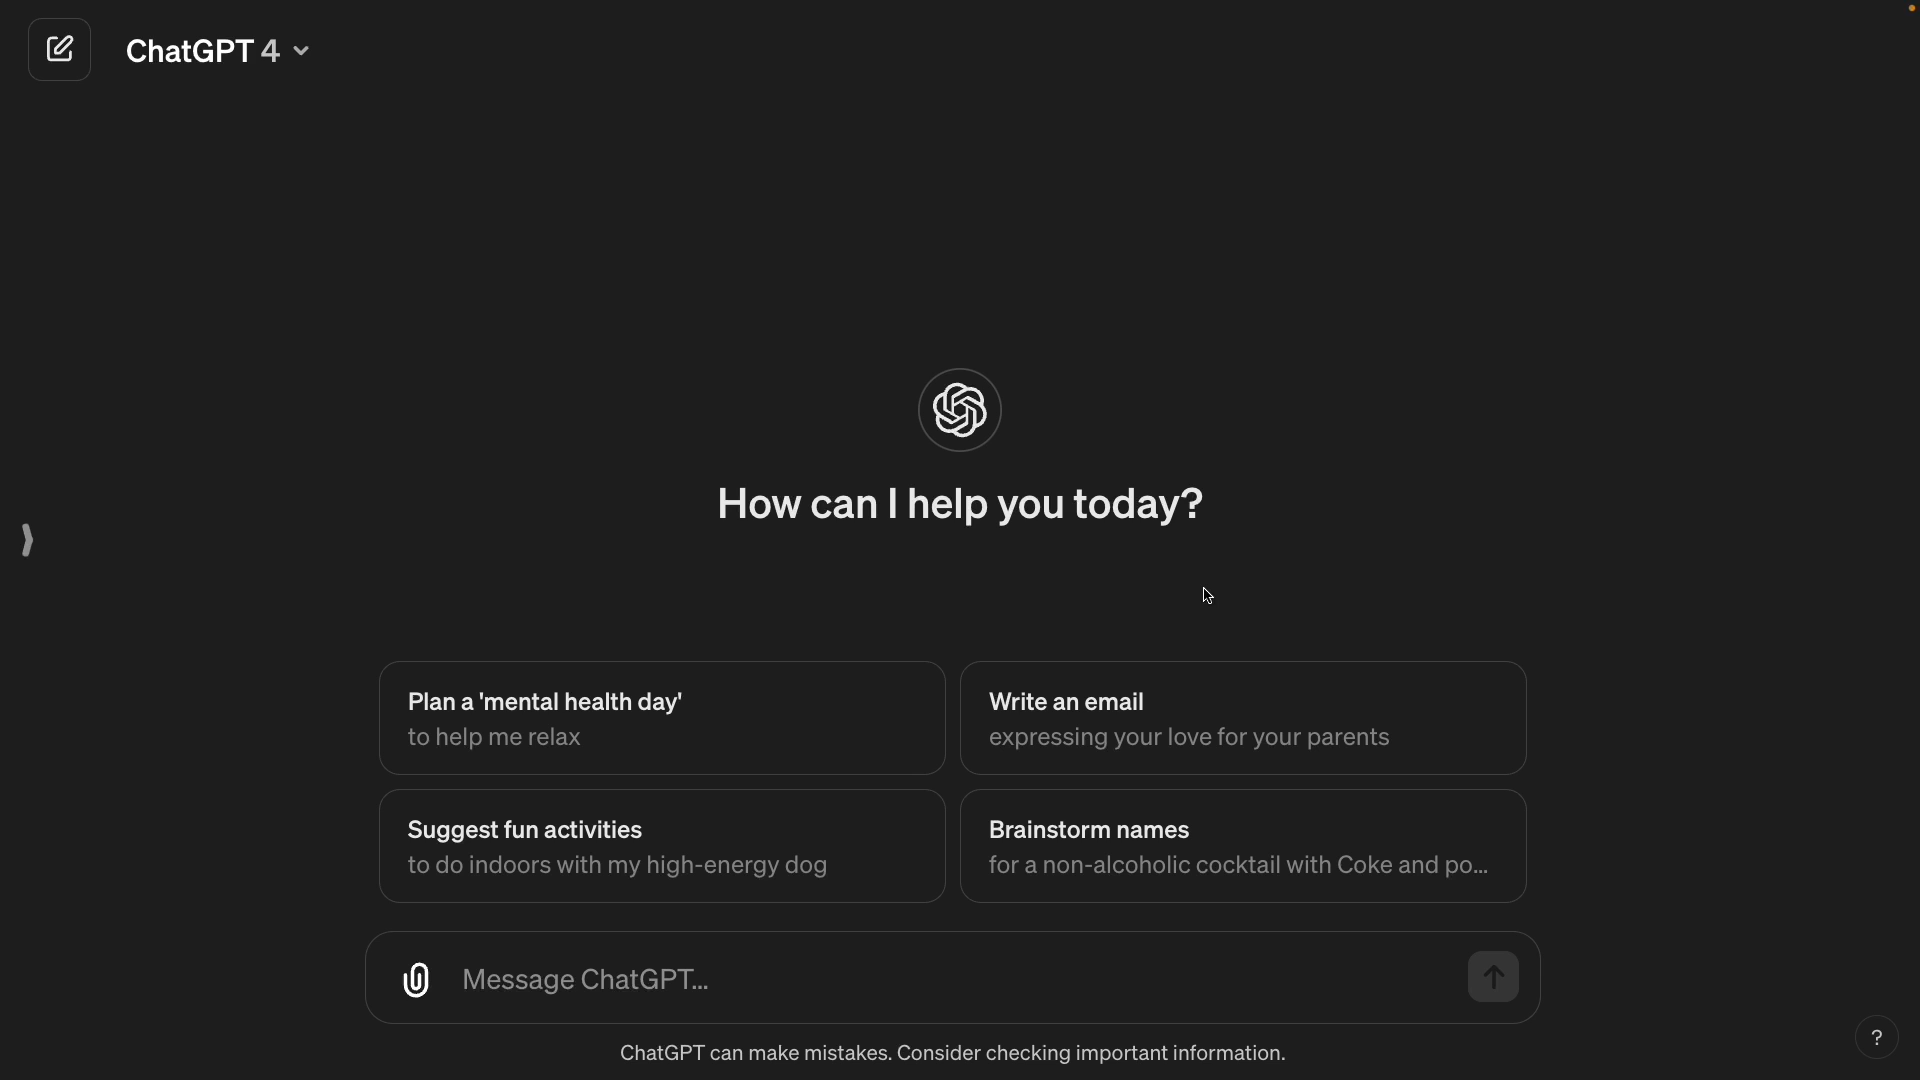 ChatGPT 4
How can I help you today?
Plan a 'mental health day'
to help me relax
Write an email
expressing your love for your parents
Suggest fun activities
to do indoors with my high-energy dog
Brainstorm names
for a non-alcoholic cocktail with Coke and po...
Message ChatGPT...
ChatGPT can make mistakes. Consider checking important information.
?